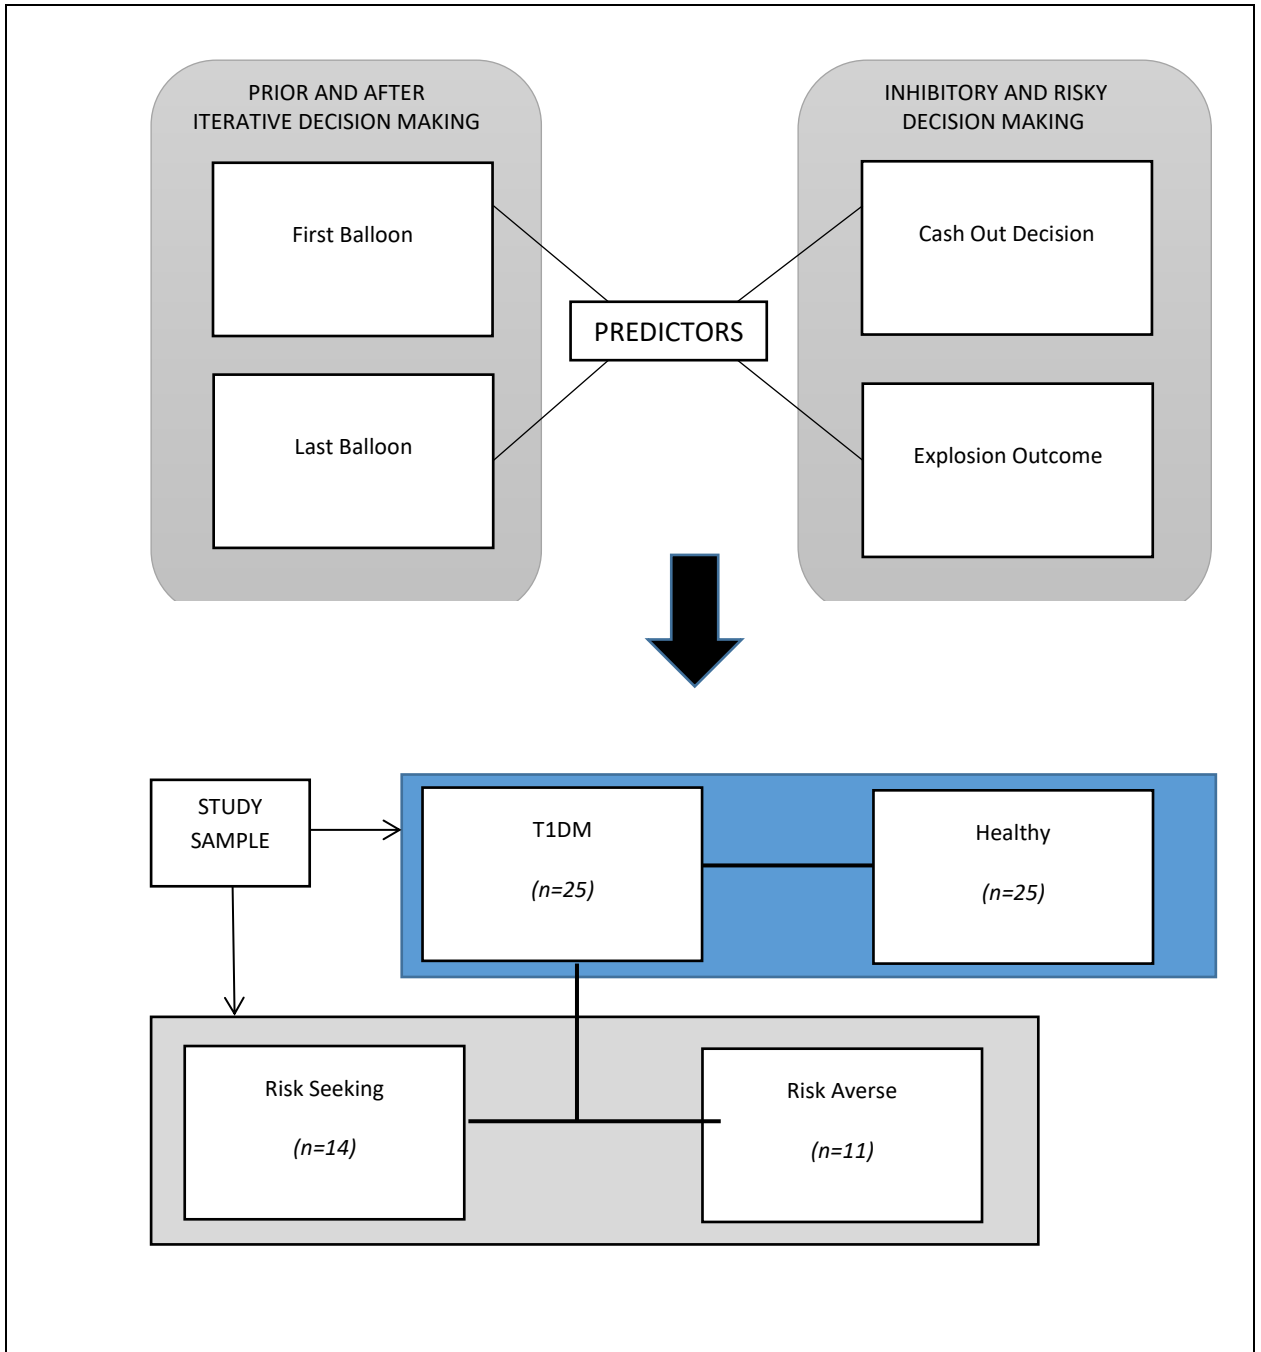 PRIOR AND AFTER
ITERATIVE DECISION MAKING
First Balloon
Last Balloon
PREDICTORS
INHIBITORY AND RISKY
DECISION MAKING
Cash Out Decision
Explosion Outcome
STUDY
SAMPLE
T1DM
(n=25)
Healthy
(n=25)
Risk Seeking
(n=14)
Risk Averse
(n=11)